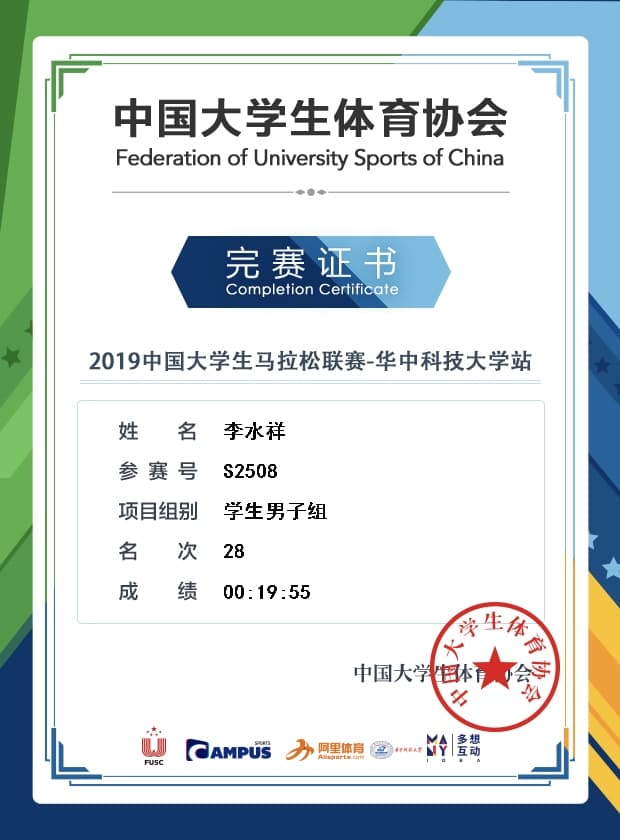 中国大学生体育协会
Federation of University Sports of China
完赛证书
Completion Certificate
2019中国大学生马拉松联赛-华中科技大学站
姓 名 李水祥
参 赛 号 S2508
项目组别 学生男子组
名 次 28
成 绩 00:19:55
中国大学生体育协会
中国大学生体育协会
FUSC
CAMPUS SPORTS
阿里体育
Alisports.com
华中科技大学
MANY IDEA
多想互动